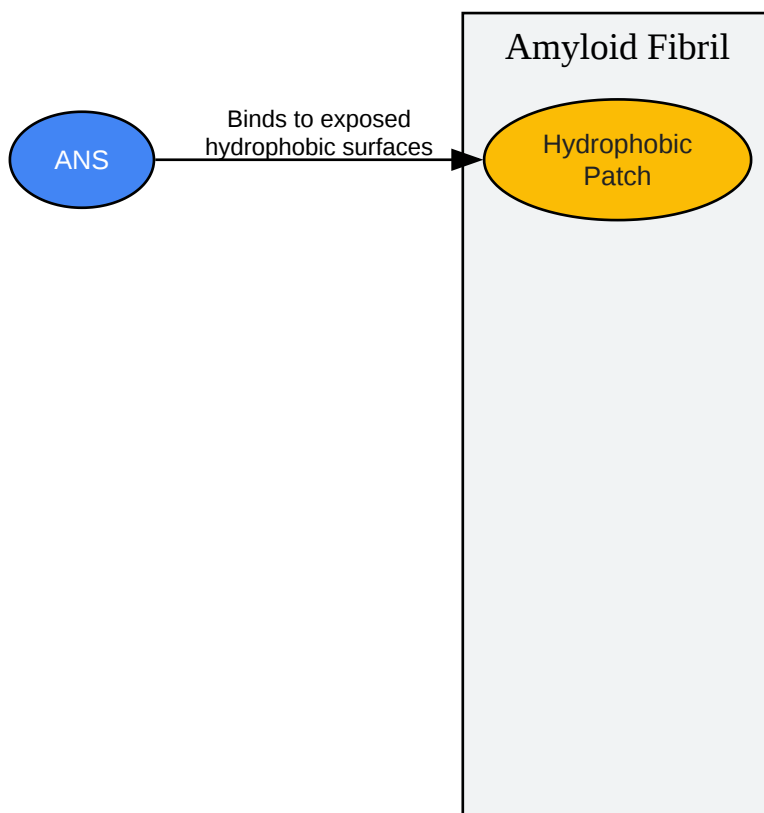 Amyloid Fibril
ANS
Binds to exposed
hydrophobic surfaces
Hydrophobic
Patch